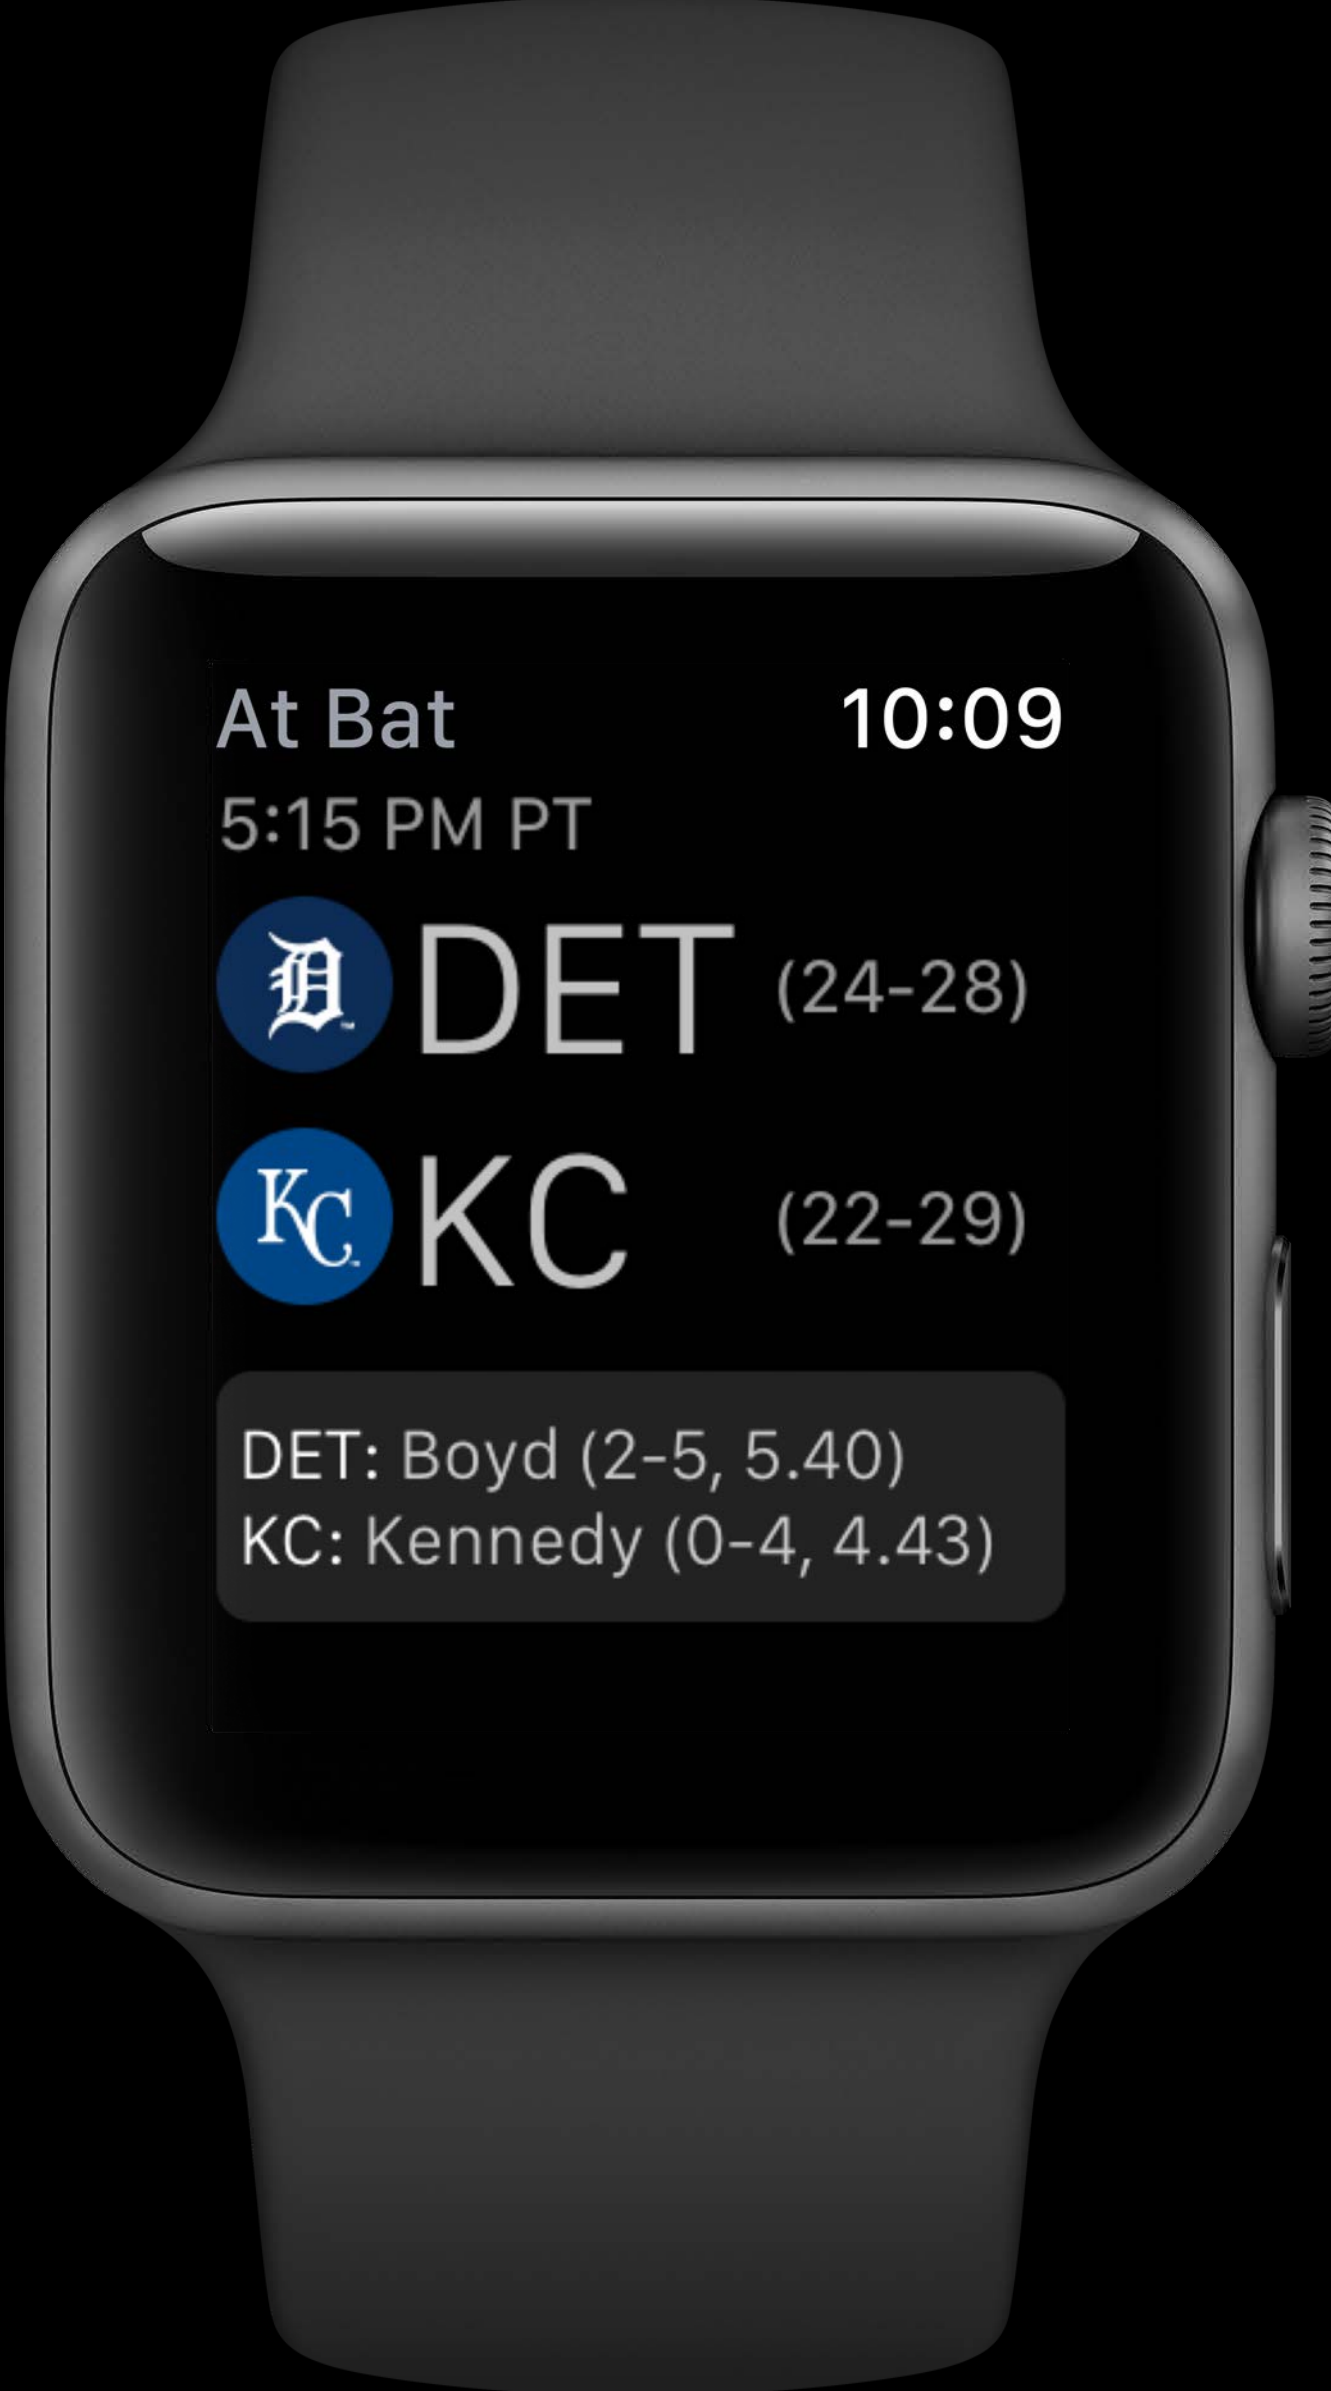 At Bat 10:09
5:15 PM PT
D DET (24-28)
KC KC (22-29)
DET: Boyd (2-5, 5.40)
KC: Kennedy (0-4, 4.43)